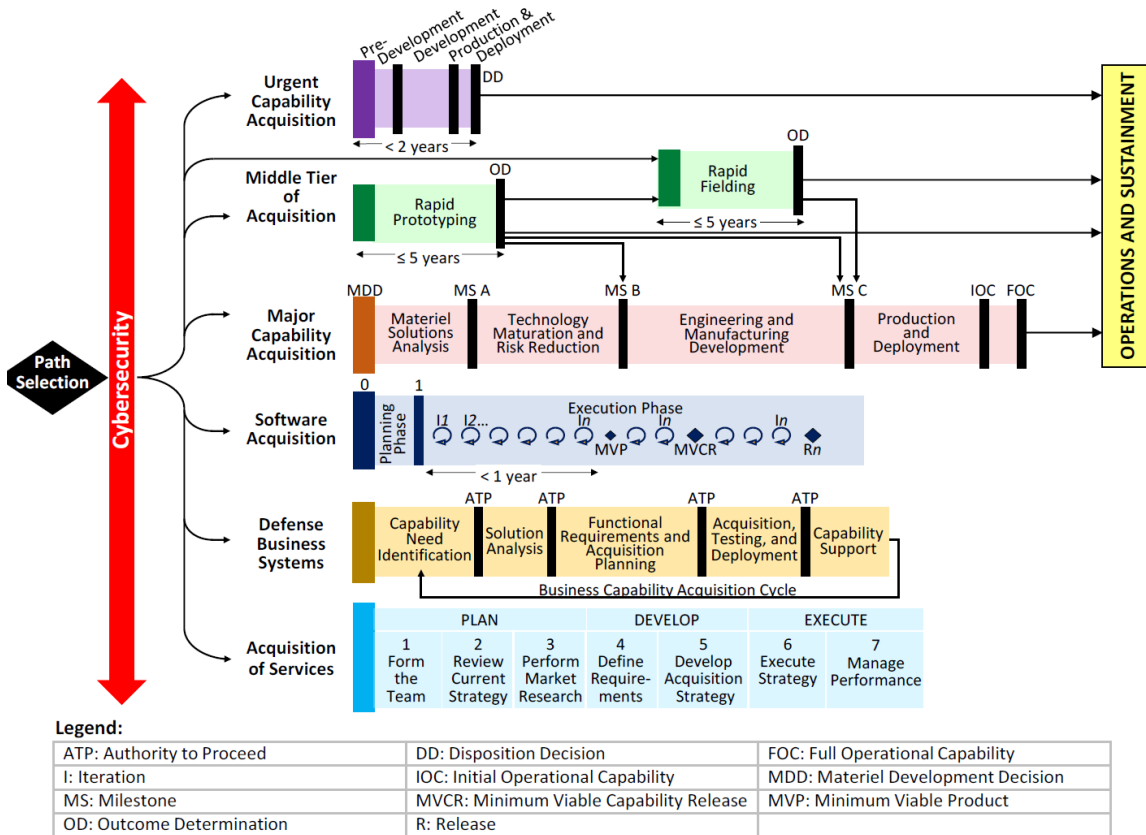 Pre-
Development
Development
Production &
Deployment
Urgent
Capability
Acquisition
DD
< 2 years
OD
Rapid
Fielding
≤ 5 years
Middle Tier
of
Acquisition
OD
Rapid
Prototyping
≤ 5 years
OPERATIONS AND SUSTAINMENT
Cybersecurity
Path
Selection
Major
Capability
Acquisition
MDD
MS A
MS B
MS C
IOC
FOC
Materiel
Solutions
Analysis
Technology
Maturation and
Risk Reduction
Engineering and
Manufacturing
Development
Production
and
Deployment
Software
Acquisition
0
1
Planning
Phase
Execution Phase
I1
I2...
In
In
In
MVP
MVCR
Rn
< 1 year
Defense
Business
Systems
ATP
ATP
ATP
ATP
Capability
Need
Identification
Solution
Analysis
Functional
Requirements and
Acquisition
Planning
Acquisition,
Testing, and
Deployment
Capability
Support
Business Capability Acquisition Cycle
Acquisition
of Services
PLAN
DEVELOP
EXECUTE
1
Form
the
Team
2
Review
Current
Strategy
3
Perform
Market
Research
4
Define
Require-
ments
5
Develop
Acquisition
Strategy
6
Execute
Strategy
7
Manage
Performance
Legend:
ATP: Authority to Proceed
DD: Disposition Decision
FOC: Full Operational Capability
I: Iteration
IOC: Initial Operational Capability
MDD: Materiel Development Decision
MS: Milestone
MVCR: Minimum Viable Capability Release
MVP: Minimum Viable Product
OD: Outcome Determination
R: Release